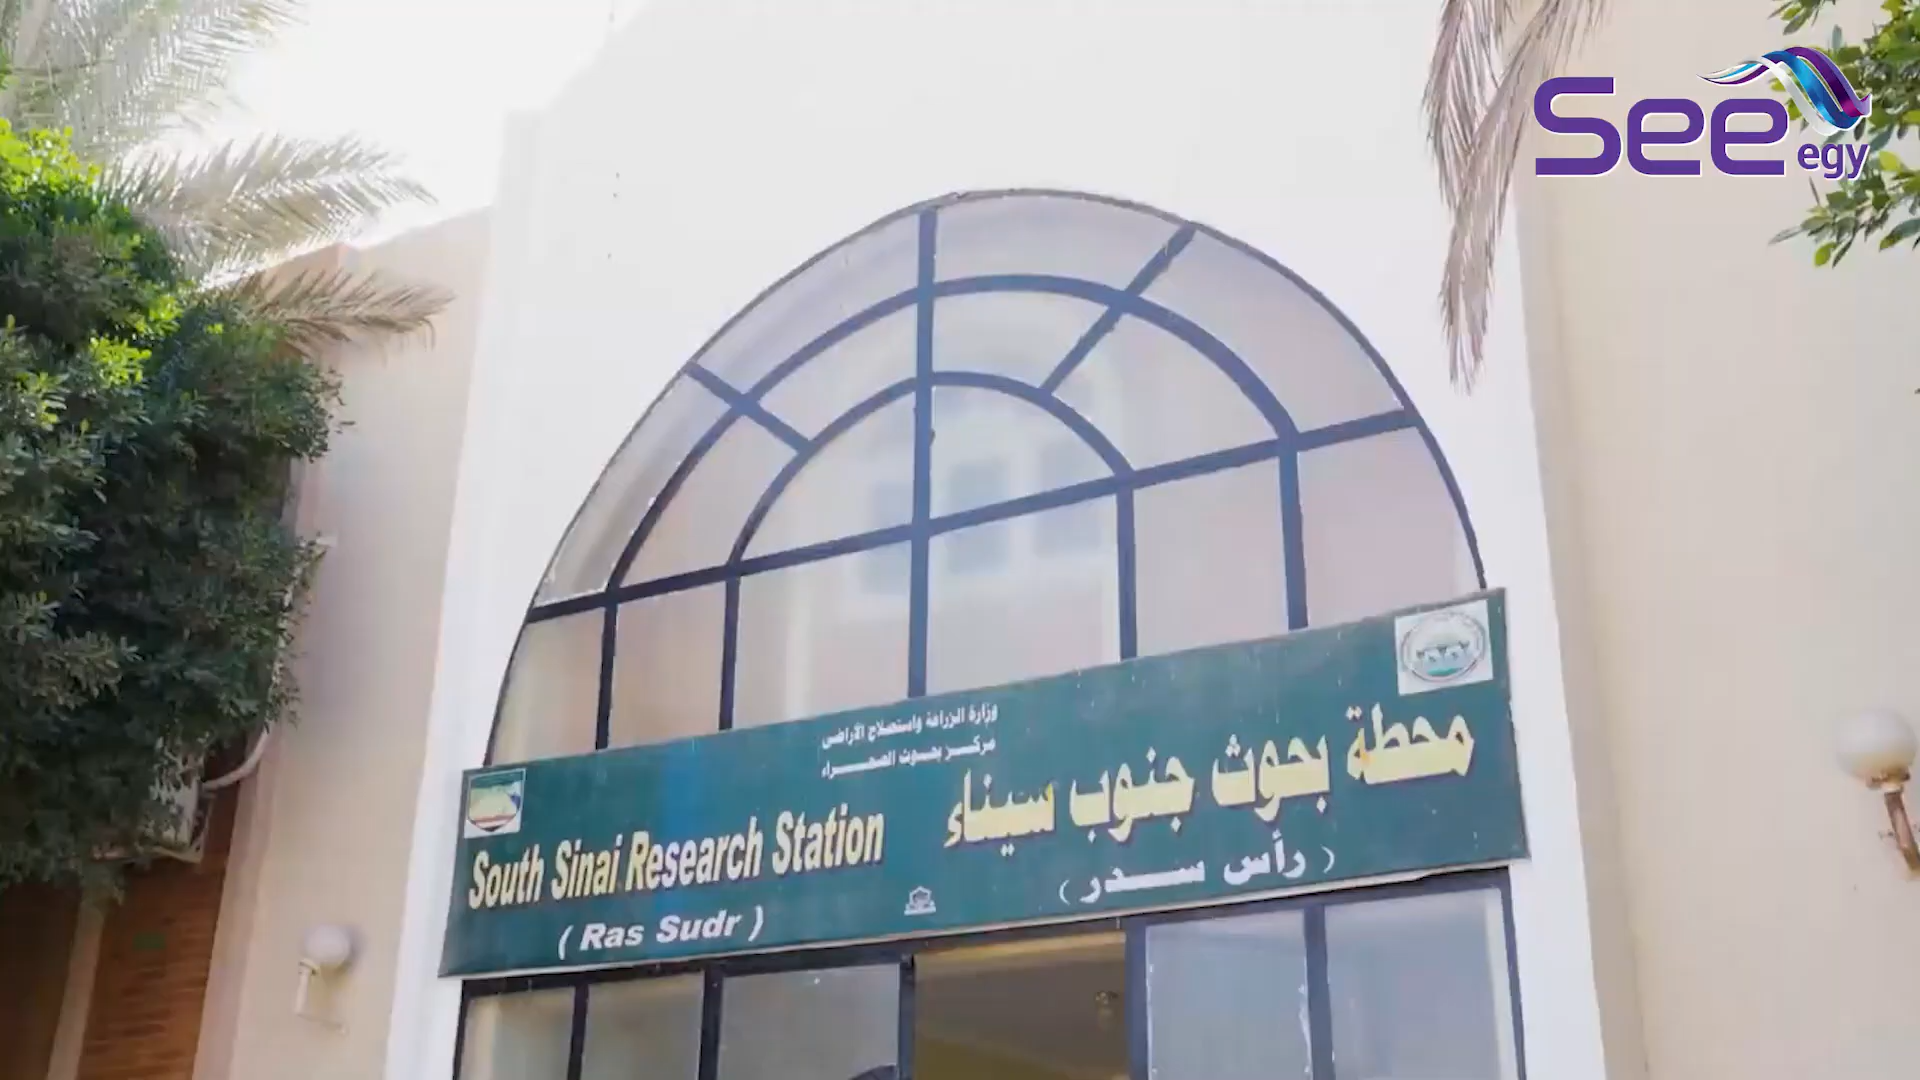 See
egy
وزارة الزراعة واستصلاح الأراضى
مركز بحوث الصحراء
محطة بحوث جنوب سيناء
( رأس سدر )
South Sinai Research Station
( Ras Sudr )